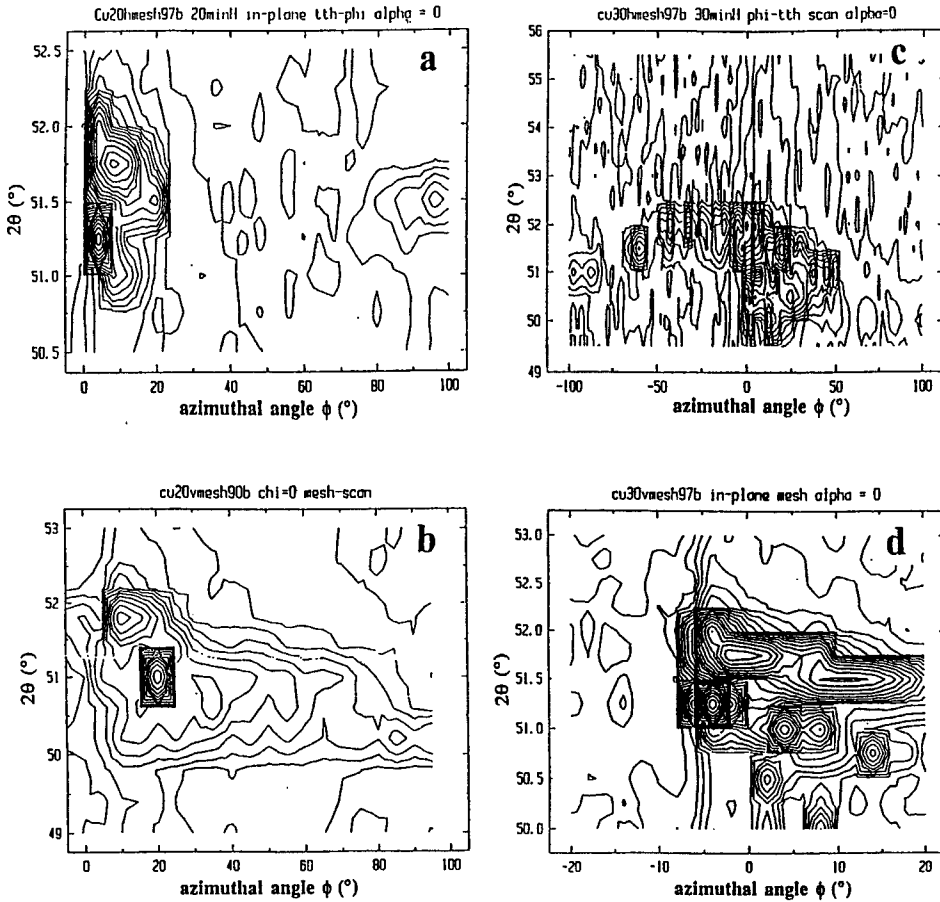 Cu20hmesh97b 20minH in-plane tth-phi alpha = 0
a
52.5
52.0
51.5
51.0
50.5
2θ (°)
0 20 40 60 80 100
azimuthal angle ϕ (°)
cu30hmesh97b 30minH phi-tth scan alpha=0
c
56
55
54
53
52
51
50
49
2θ (°)
-100 -50 0 50 100
azimuthal angle ϕ (°)
cu20vmesh90b chi=0 mesh-scan
b
53
52
51
50
49
2θ (°)
0 20 40 60 80 100
azimuthal angle ϕ (°)
cu30vmesh97b in-plane mesh alpha = 0
d
53.0
52.5
52.0
51.5
51.0
50.5
50.0
2θ (°)
-20 -10 0 10 20
azimuthal angle ϕ (°)